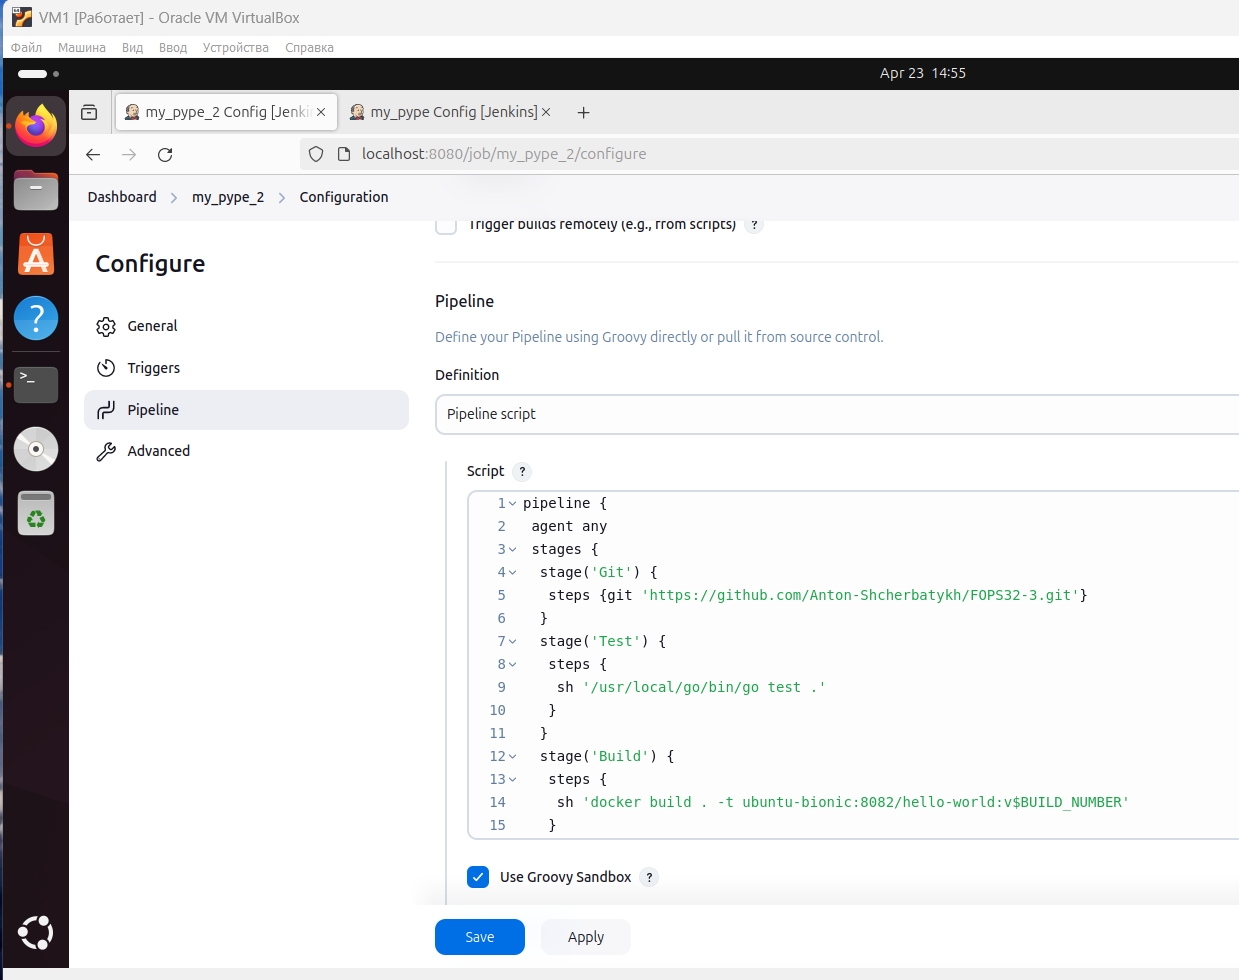 VM1 [Работает] - Oracle VM VirtualBox
Файл Машина Вид Ввод Устройства Справка
Apr 23 14:55
my_pype_2 Config [Jenki
my_pype Config [Jenkins]
localhost:8080/job/my_pype_2/configure
Dashboard my_pype_2 Configuration
Trigger builds remotely (e.g., from scripts) ?
Configure
General
Triggers
Pipeline
Advanced
Pipeline
Define your Pipeline using Groovy directly or pull it from source control.
Definition
Pipeline script
Script ?
1 pipeline {
2 agent any
3 stages {
4 stage('Git') {
5 steps {git 'https://github.com/Anton-Shcherbatykh/FOPS32-3.git'}
6 }
7 stage('Test') {
8 steps {
9 sh '/usr/local/go/bin/go test .'
10 }
11 }
12 stage('Build') {
13 steps {
14 sh 'docker build . -t ubuntu-bionic:8082/hello-world:v$BUILD_NUMBER'
15 }
Use Groovy Sandbox ?
Save Apply